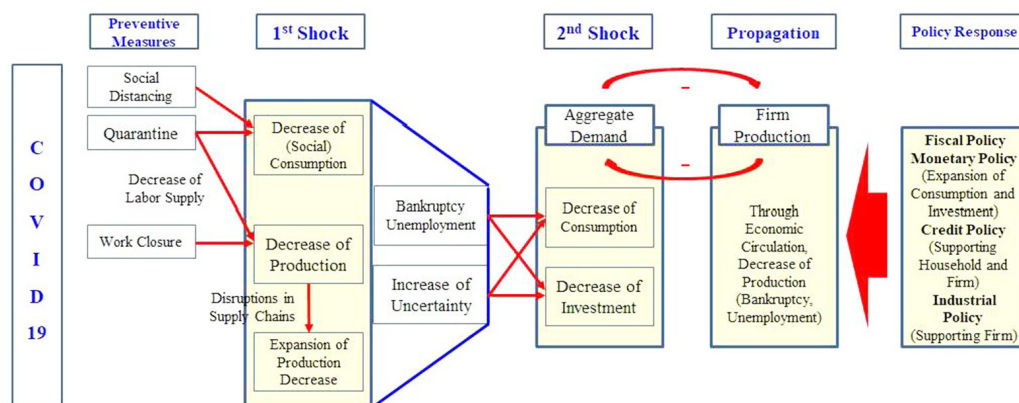 Preventive
Measures
1st Shock
2nd Shock
Propagation
Policy Response
C
O
V
I
D
19
Social
Distancing
Quarantine
Decrease of
Labor Supply
Work Closure
Decrease of
(Social)
Consumption
Decrease of
Production
Disruptions in
Supply Chains
Expansion of
Production
Decrease
Bankruptcy
Unemployment
Increase of
Uncertainty
Aggregate
Demand
Decrease of
Consumption
Decrease of
Investment
–
–
Firm
Production
Through
Economic
Circulation,
Decrease of
Production
(Bankruptcy,
Unemployment)
Fiscal Policy
Monetary Policy
(Expansion of
Consumption and
Investment)
Credit Policy
(Supporting
Household and
Firm)
Industrial
Policy
(Supporting Firm)